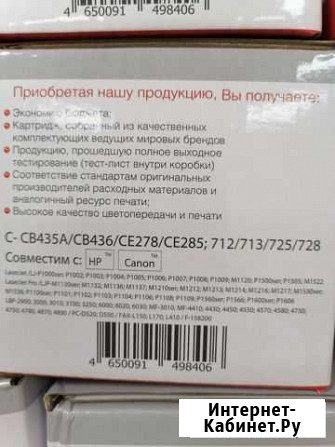 4 650091 498406
Приобретая нашу продукцию, Вы получаете:
• Экономию бюджета;
• Картридж, собранный из качественных
комплектующих ведущих мировых брендов
• Продукцию, прошедшую полное выходное
тестирование (тест-лист внутри коробки)
• Соответствие стандартам оригинальных
производителей расходных материалов и
аналогичный ресурс печати;
• Высокое качество цветопередачи и печати
C- CB435A/CB436/CE278/CE285; 712/713/725/728
Совместим с: HP Canon
4 650091 498406
Интернет-
Кабинет.Ру